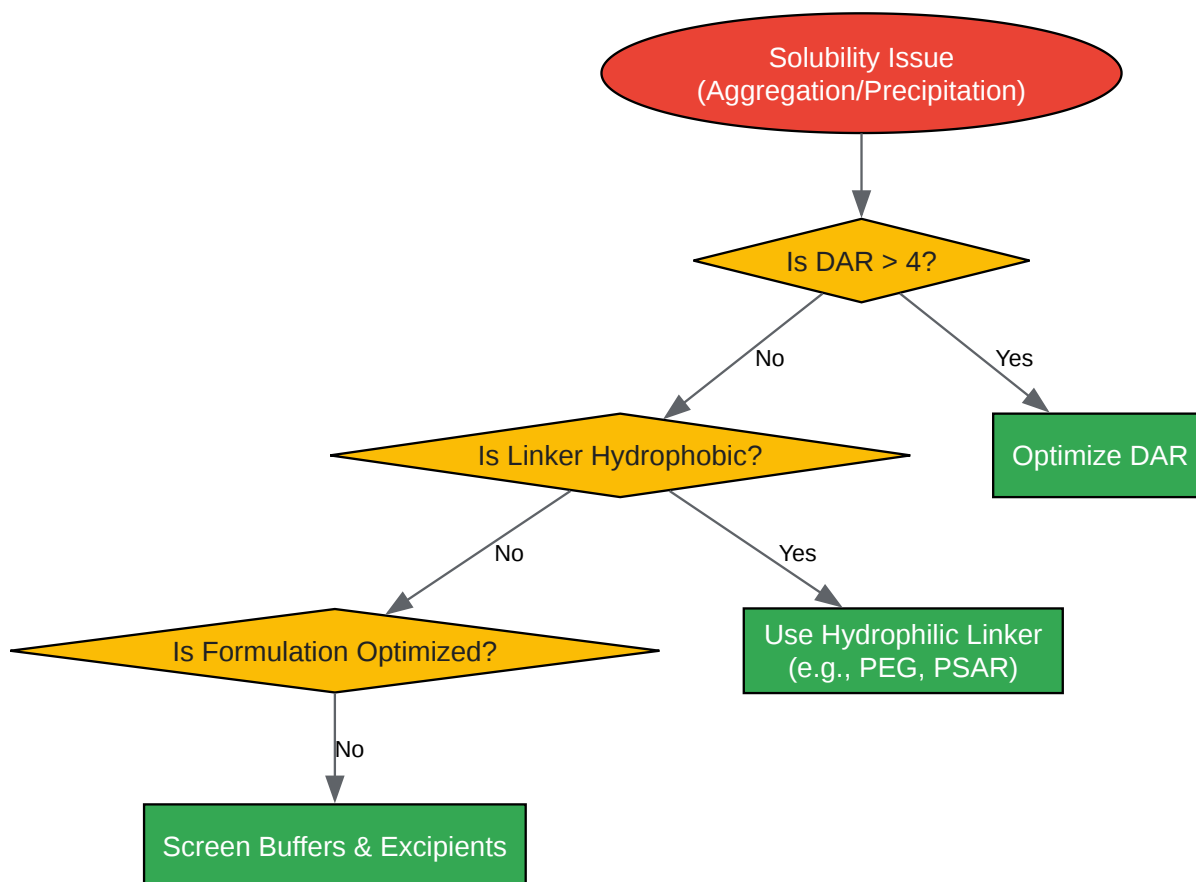 Solubility Issue
(Aggregation/Precipitation)
Is DAR > 4?
No
Yes
Is Linker Hydrophobic?
Optimize DAR
No
Yes
Is Formulation Optimized?
Use Hydrophilic Linker
(e.g., PEG, PSAR)
No
Screen Buffers & Excipients